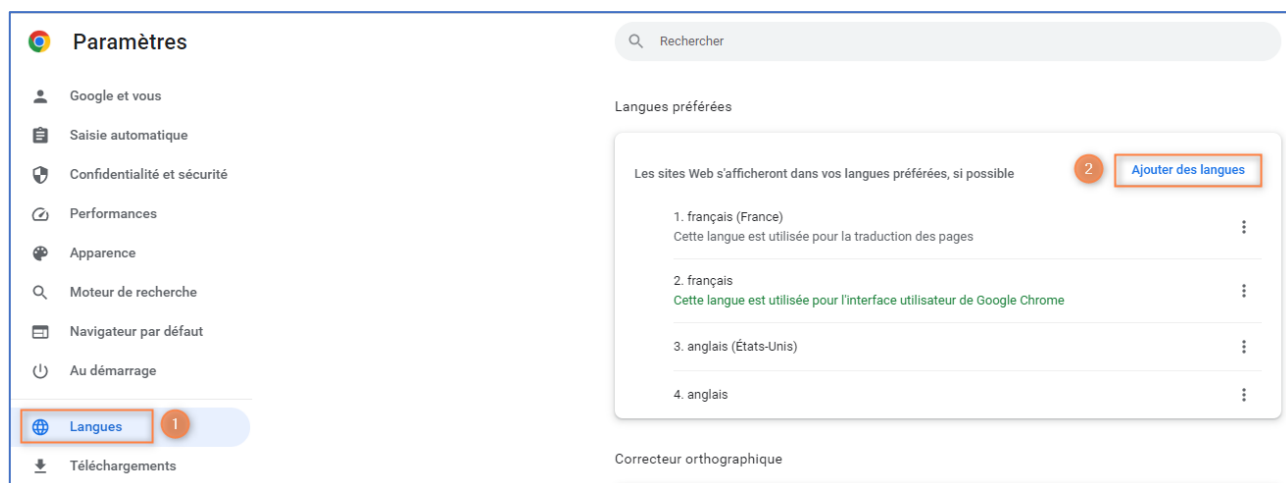 Paramètres
Rechercher
Google et vous
Saisie automatique
Confidentialité et sécurité
Performances
Apparence
Moteur de recherche
Navigateur par défaut
Au démarrage
Langues 1
Téléchargements
Langues préférées
Les sites Web s'afficheront dans vos langues préférées, si possible 2 Ajouter des langues
1. français (France)
Cette langue est utilisée pour la traduction des pages
2. français
Cette langue est utilisée pour l'interface utilisateur de Google Chrome
3. anglais (États-Unis)
4. anglais
Correcteur orthographique